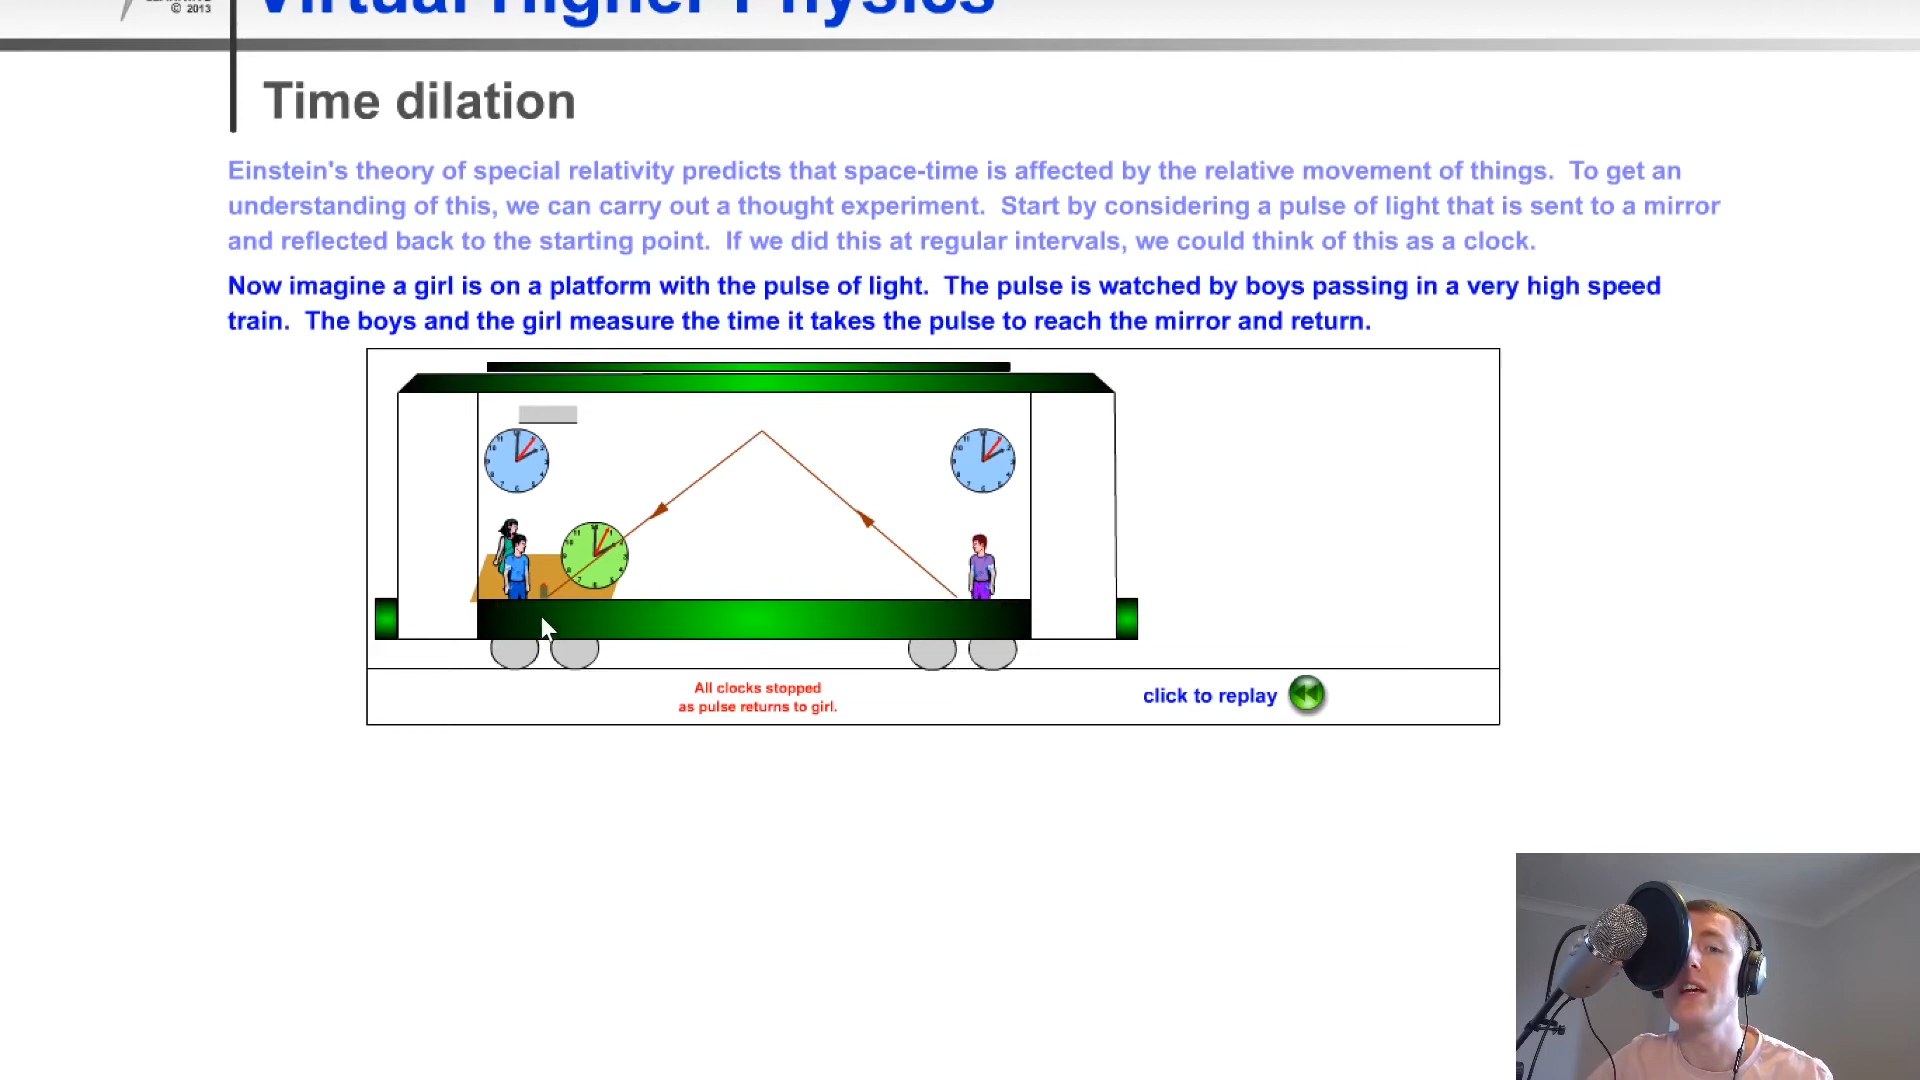 © 2013
Virtual Higher Physics
Time dilation
Einstein's theory of special relativity predicts that space-time is affected by the relative movement of things. To get an
understanding of this, we can carry out a thought experiment. Start by considering a pulse of light that is sent to a mirror
and reflected back to the starting point. If we did this at regular intervals, we could think of this as a clock.
Now imagine a girl is on a platform with the pulse of light. The pulse is watched by boys passing in a very high speed
train. The boys and the girl measure the time it takes the pulse to reach the mirror and return.
All clocks stopped
as pulse returns to girl.
click to replay